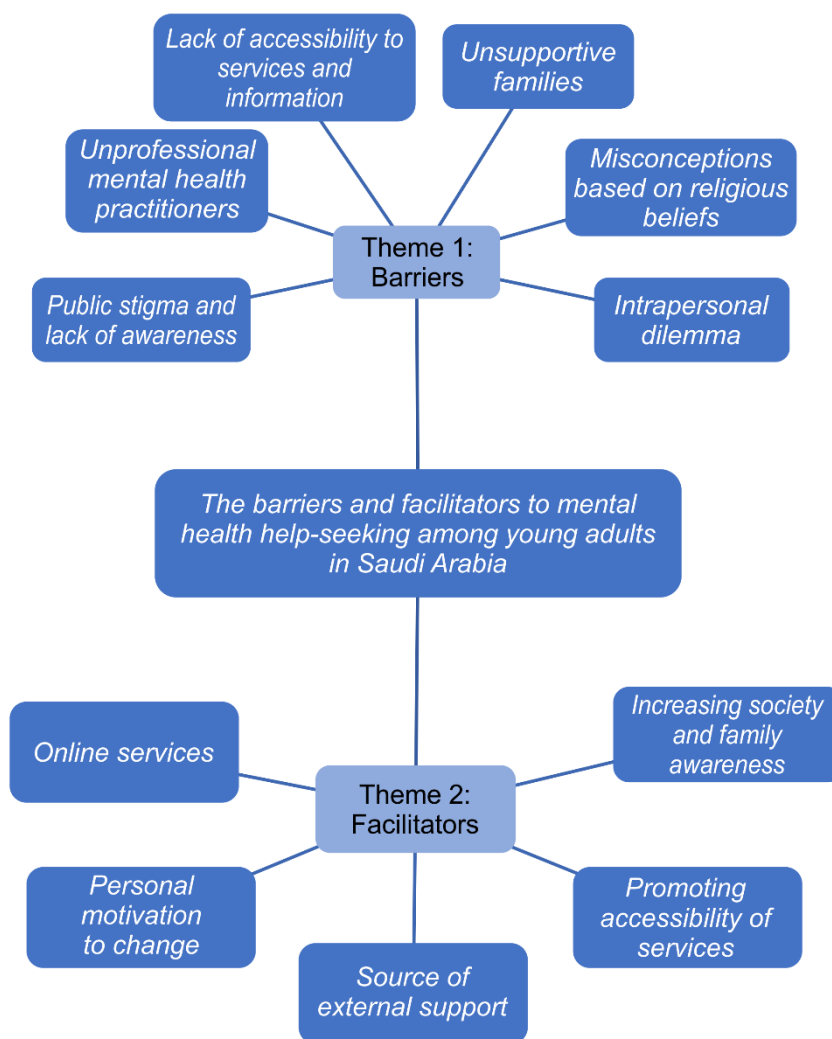 Lack of accessibility to
services and
information
Unsupportive
families
Unprofessional
mental health
practitioners
Misconceptions
based on religious
beliefs
Theme 1:
Barriers
Public stigma and
lack of awareness
Intrapersonal
dilemma
The barriers and facilitators to mental
health help-seeking among young adults
in Saudi Arabia
Online services
Increasing society
and family
awareness
Theme 2:
Facilitators
Personal
motivation
to change
Promoting
accessibility of
services
Source of
external support